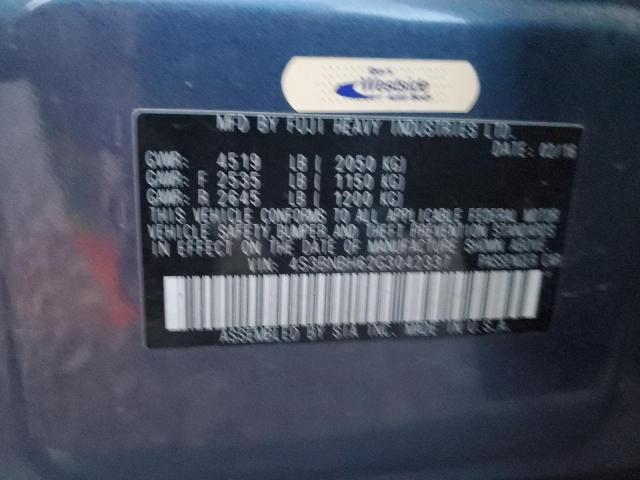 Westside
MFD BY FUJI HEAVY INDUSTRIES LTD.
DATE: 02/16
GVWR: 4519 LB ( 2050 KG)
GAWR: F 2535 LB ( 1150 KG)
GAWR: R 2645 LB ( 1200 KG)
THIS VEHICLE CONFORMS TO ALL APPLICABLE FEDERAL MOTOR
VEHICLE SAFETY, BUMPER, AND THEFT PREVENTION STANDARDS
IN EFFECT ON THE DATE OF MANUFACTURE SHOWN ABOVE.
VIN: 4S3BNBH62G3042337 PASSENGER CAR
ASSEMBLED BY SIA INC. MADE IN U.S.A.